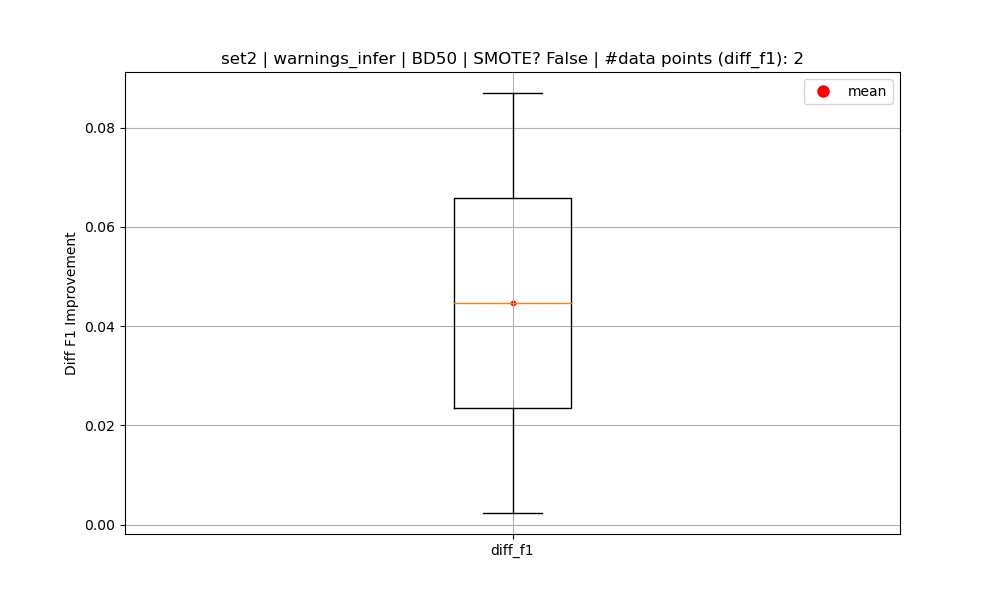 set2 | warnings_infer | BD50 | SMOTE? False | #data points (diff_f1): 2
mean
0.08
0.06
0.04
0.02
0.00
Diff F1 Improvement
diff_f1